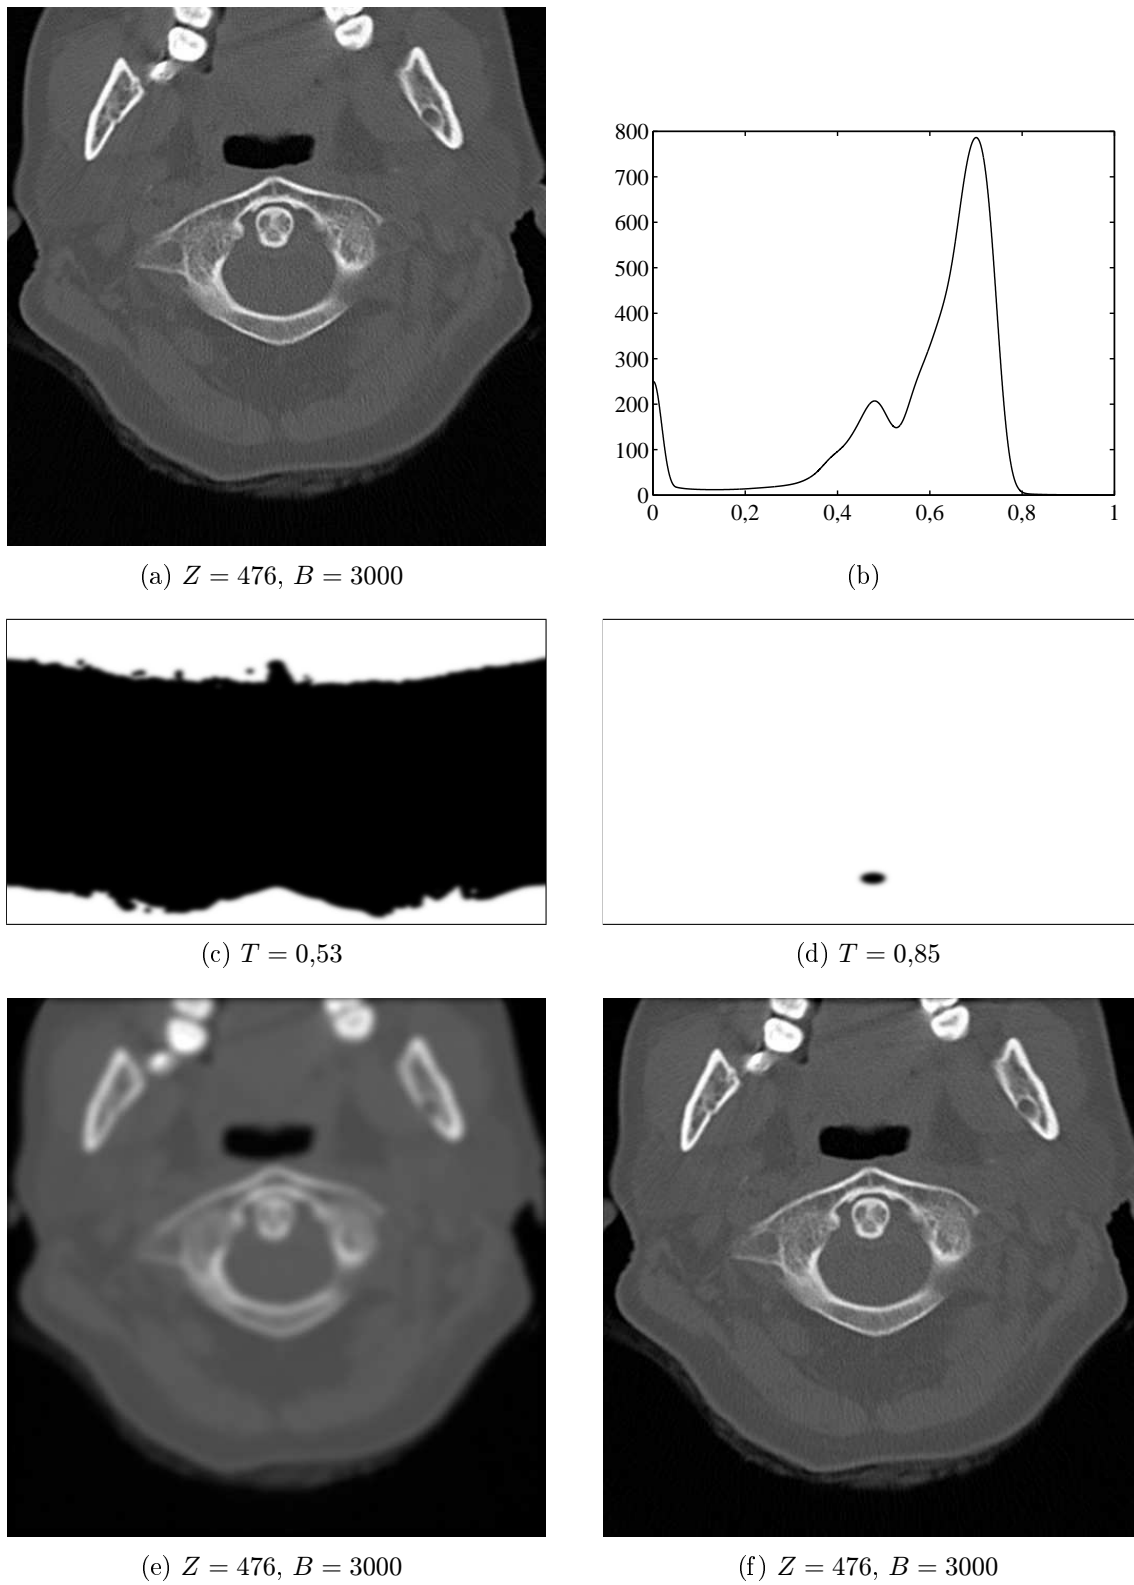 800
700
600
500
400
300
200
100
0
0 0,2 0,4 0,6 0,8 1
(a) Z = 476, B = 3000
(b)
(c) T = 0,53
(d) T = 0,85
(e) Z = 476, B = 3000
(f) Z = 476, B = 3000